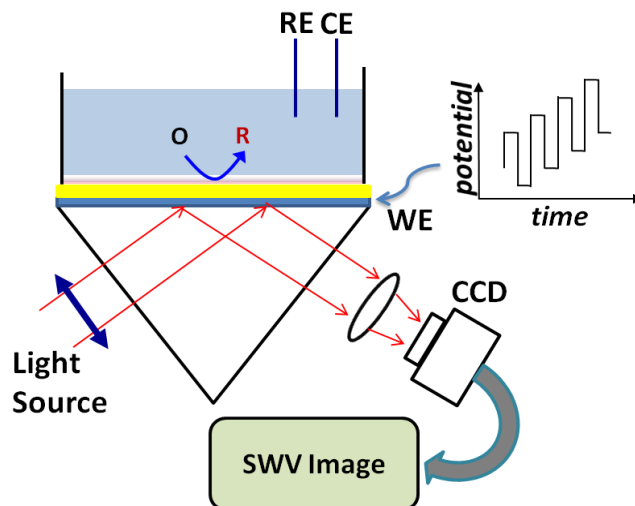 RE CE
O R
potential
time
WE
CCD
Light
Source
SWV Image